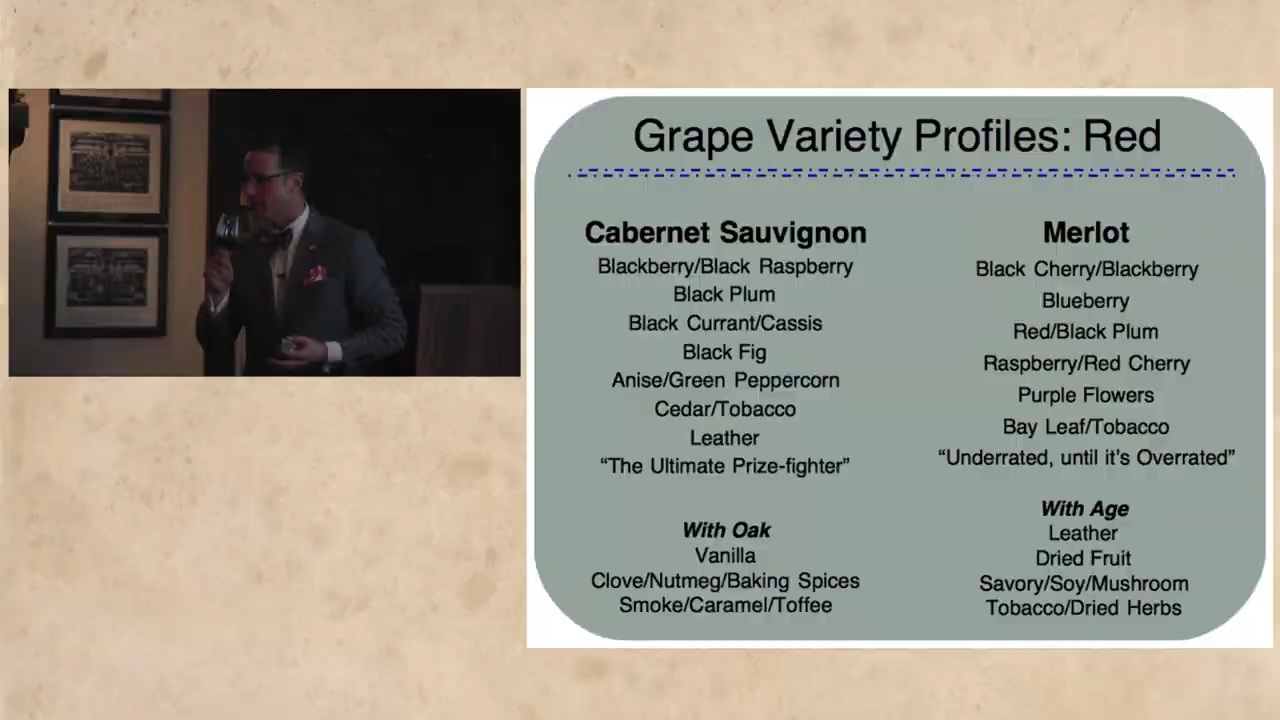 Grape Variety Profiles: Red
Cabernet Sauvignon
Blackberry/Black Raspberry
Black Plum
Black Currant/Cassis
Black Fig
Anise/Green Peppercorn
Cedar/Tobacco
Leather
“The Ultimate Prize-fighter”
With Oak
Vanilla
Clove/Nutmeg/Baking Spices
Smoke/Caramel/Toffee
Merlot
Black Cherry/Blackberry
Blueberry
Red/Black Plum
Raspberry/Red Cherry
Purple Flowers
Bay Leaf/Tobacco
“Underrated, until it’s Overrated”
With Age
Leather
Dried Fruit
Savory/Soy/Mushroom
Tobacco/Dried Herbs